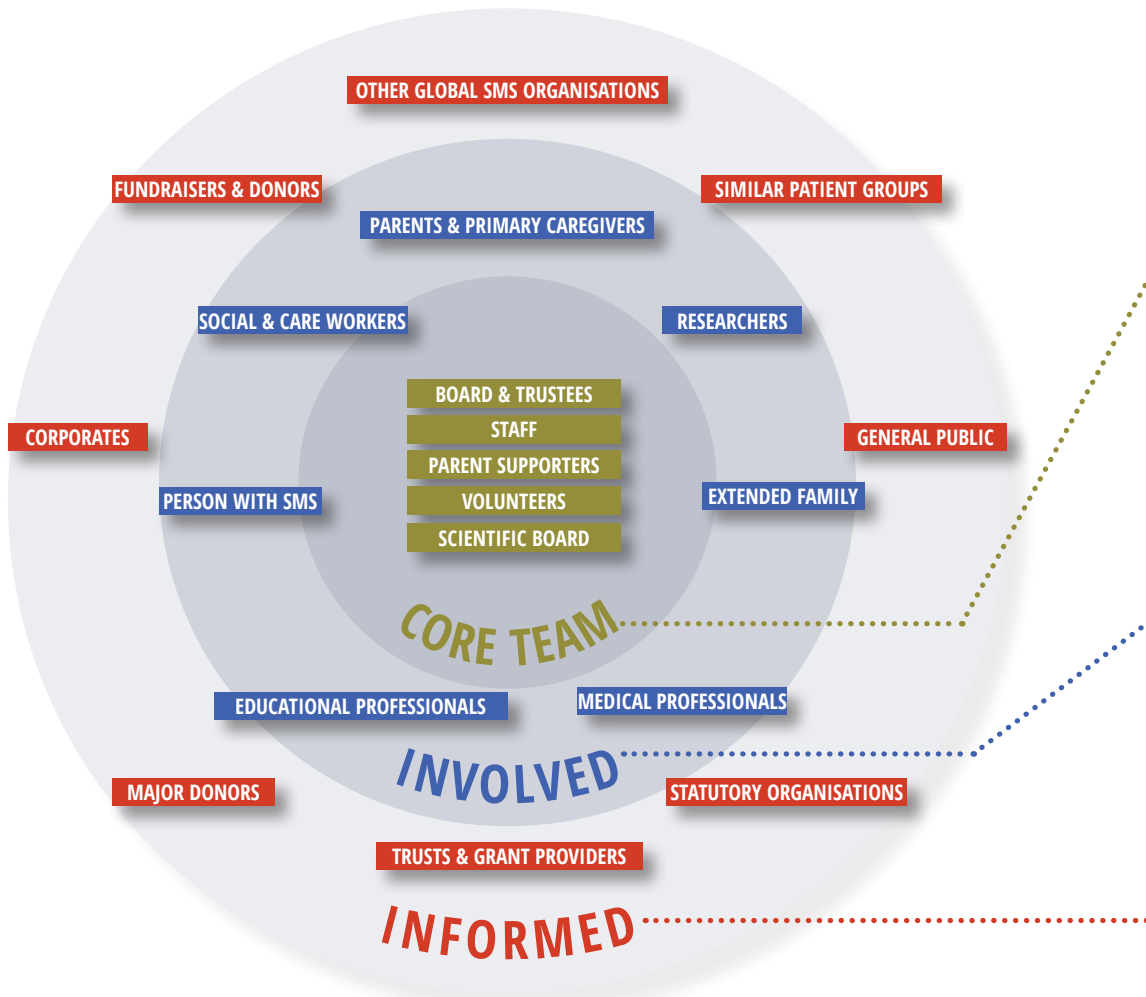 OTHER GLOBAL SMS ORGANISATIONS
FUNDRAISERS & DONORS
SIMILAR PATIENT GROUPS
PARENTS & PRIMARY CAREGIVERS
SOCIAL & CARE WORKERS
RESEARCHERS
BOARD & TRUSTEES
STAFF
CORPORATES
GENERAL PUBLIC
PARENT SUPPORTERS
PERSON WITH SMS
VOLUNTEERS
EXTENDED FAMILY
SCIENTIFIC BOARD
CORE TEAM
EDUCATIONAL PROFESSIONALS
MEDICAL PROFESSIONALS
INVOLVED
MAJOR DONORS
STATUTORY ORGANISATIONS
TRUSTS & GRANT PROVIDERS
INFORMED